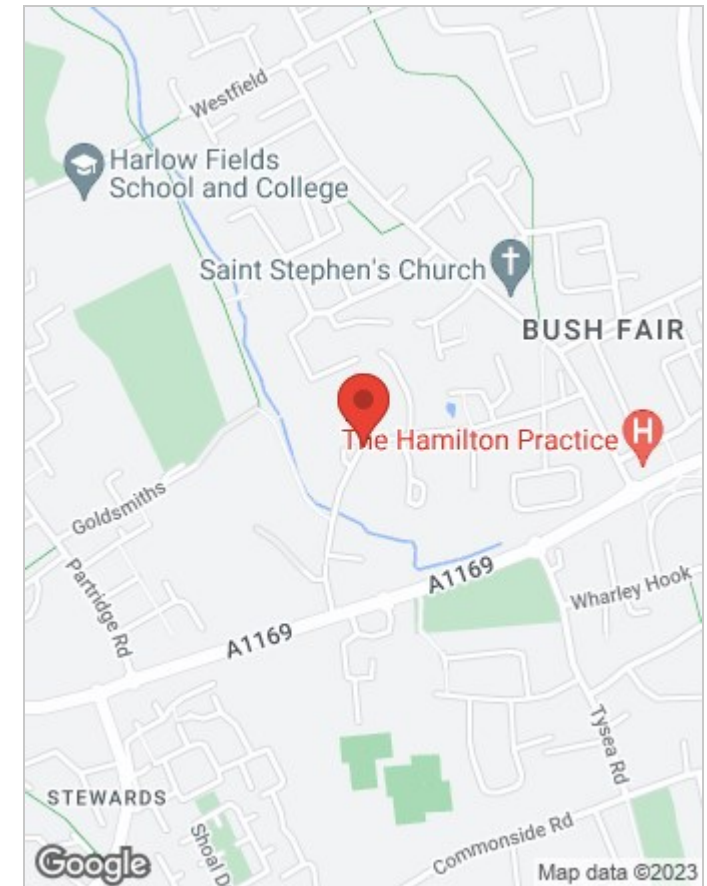 Westfield
Harlow Fields
School and College
Saint Stephen's Church
BUSH FAIR
The Hamilton Practice
H
Goldsmiths
Partridge Rd
A1169
Wharley Hook
A1169
Tysea Rd
STEWARDS
Shoal D
Commonside Rd
Google
Map data ©2023